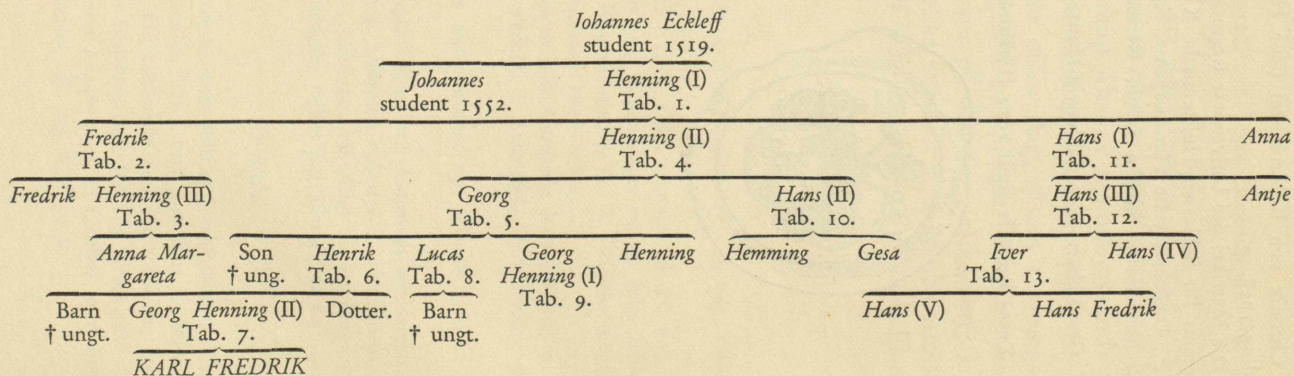 Johannes Eckleff
student 1519.
Johannes Henning (I)
student 1552. Tab. 1.
Fredrik Henning (II) Hans (I) Anna
Tab. 2. Tab. 4. Tab. 11.
Fredrik Henning (III) Georg Hans (II) Hans (III) Antje
Tab. 3. Tab. 5. Tab. 10. Tab. 12.
Anna Mar- Son Henrik Lucas Georg Henning Hemming Gesa Iver Hans (IV)
gareta † ung. Tab. 6. Tab. 8. Henning (I) Tab. 13.
Tab. 9.
Barn Georg Henning (II) Dotter. Barn Hans (V) Hans Fredrik
† ungt. Tab. 7. † ungt.
KARL FREDRIK